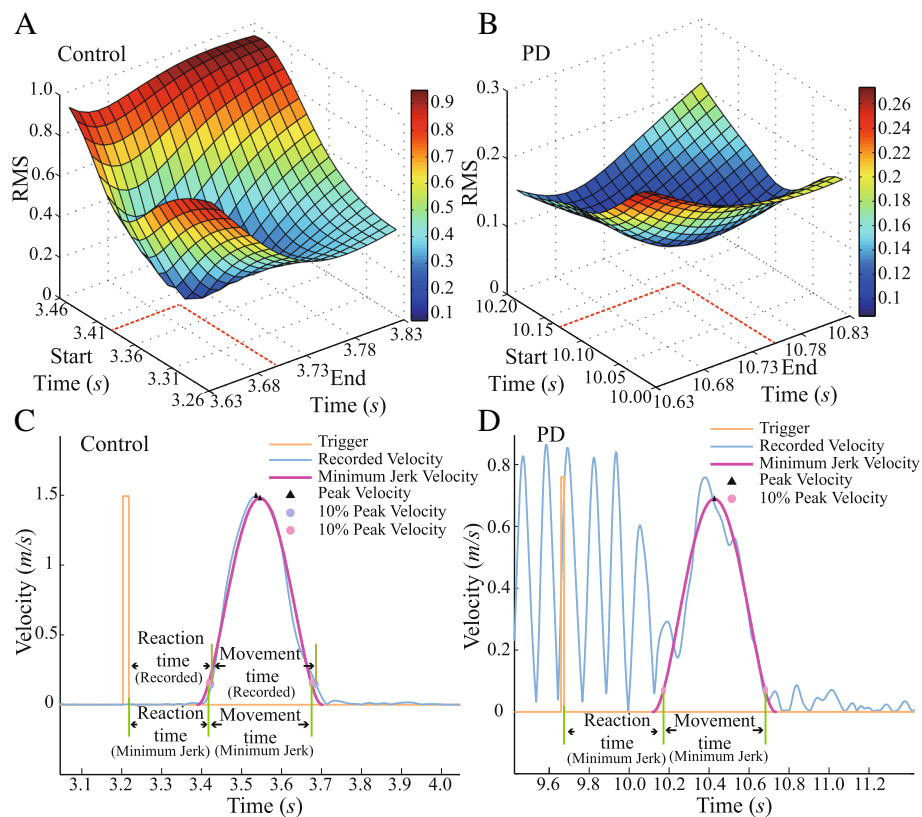 A
Control
RMS
1.0
0.8
0.6
0.4
0.2
0
3.46
3.41
3.36
3.31
3.26
Start
Time (s)
3.63
3.68
3.73
3.78
3.83
End
Time (s)
0.9
0.8
0.7
0.6
0.5
0.4
0.3
0.2
0.1
B
PD
RMS
0.3
0.2
0.1
0
10.20
10.15
10.10
10.05
10.00
Start
Time (s)
10.63
10.68
10.73
10.78
10.83
End
Time (s)
0.26
0.24
0.22
0.20
0.18
0.16
0.14
0.12
0.1
C
Control
Trigger
Recorded Velocity
Minimum Jerk Velocity
Peak Velocity
10% Peak Velocity
10% Peak Velocity
Velocity (m/s)
1.5
1
0.5
0
Reaction
time
(Recorded)
Movement
time
(Recorded)
Reaction
time
(Minimum Jerk)
Movement
time
(Minimum Jerk)
3.1 3.2 3.3 3.4 3.5 3.6 3.7 3.8 3.9 4.0
Time (s)
D
PD
Trigger
Recorded Velocity
Minimum Jerk Velocity
Peak Velocity
10% Peak Velocity
Velocity (m/s)
0.8
0.6
0.4
0.2
0
Reaction
time
(Minimum Jerk)
Movement
time
(Minimum Jerk)
9.6 9.8 10.0 10.2 10.4 10.6 10.8 11.0 11.2
Time (s)